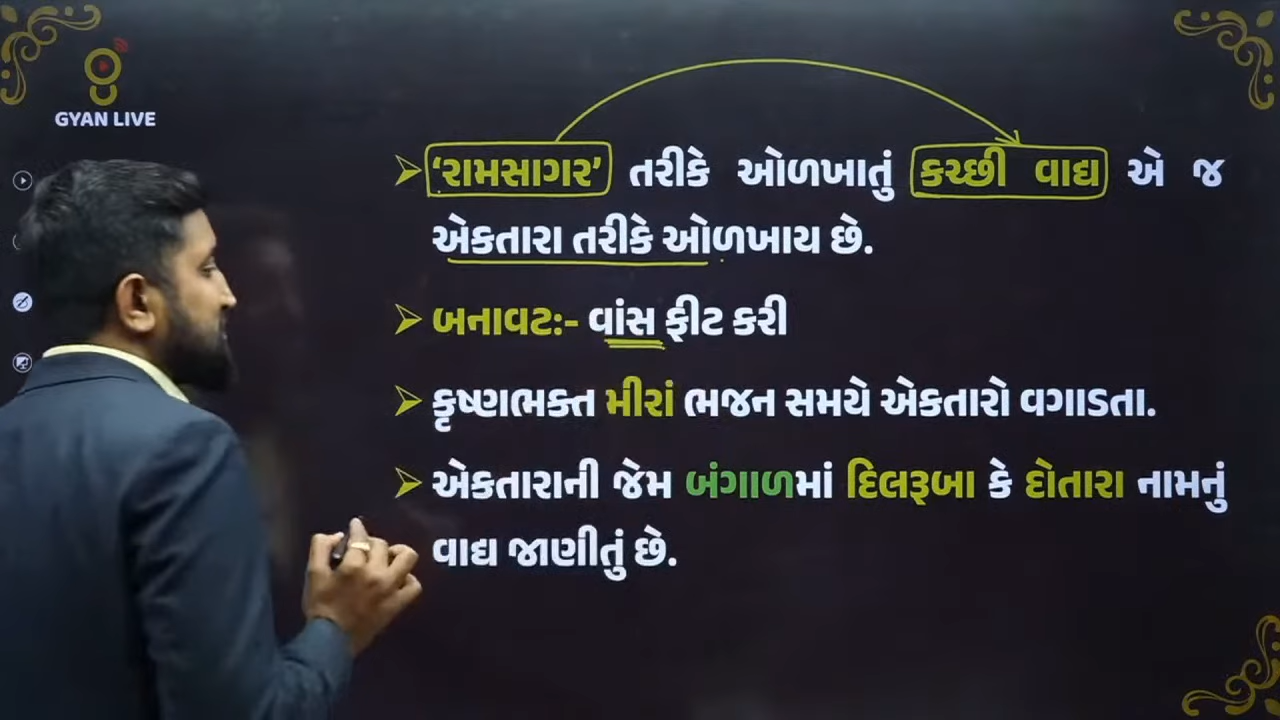 GYAN LIVE
➢ ‘રામસાગર’ તરીકે ઓળખાતું કચ્છી વાદ્ય એ જ
એકતારા તરીકે ઓળખાય છે.
➢ બનાવટ:- વાંસ ફીટ કરી
➢ કૃષ્ણભક્ત મીરાં ભજન સમયે એકતારો વગાડતા.
➢ એકતારાની જેમ બંગાળમાં દિલરૂબા કે દોતારા નામનું
વાદ્ય જાણીતું છે.